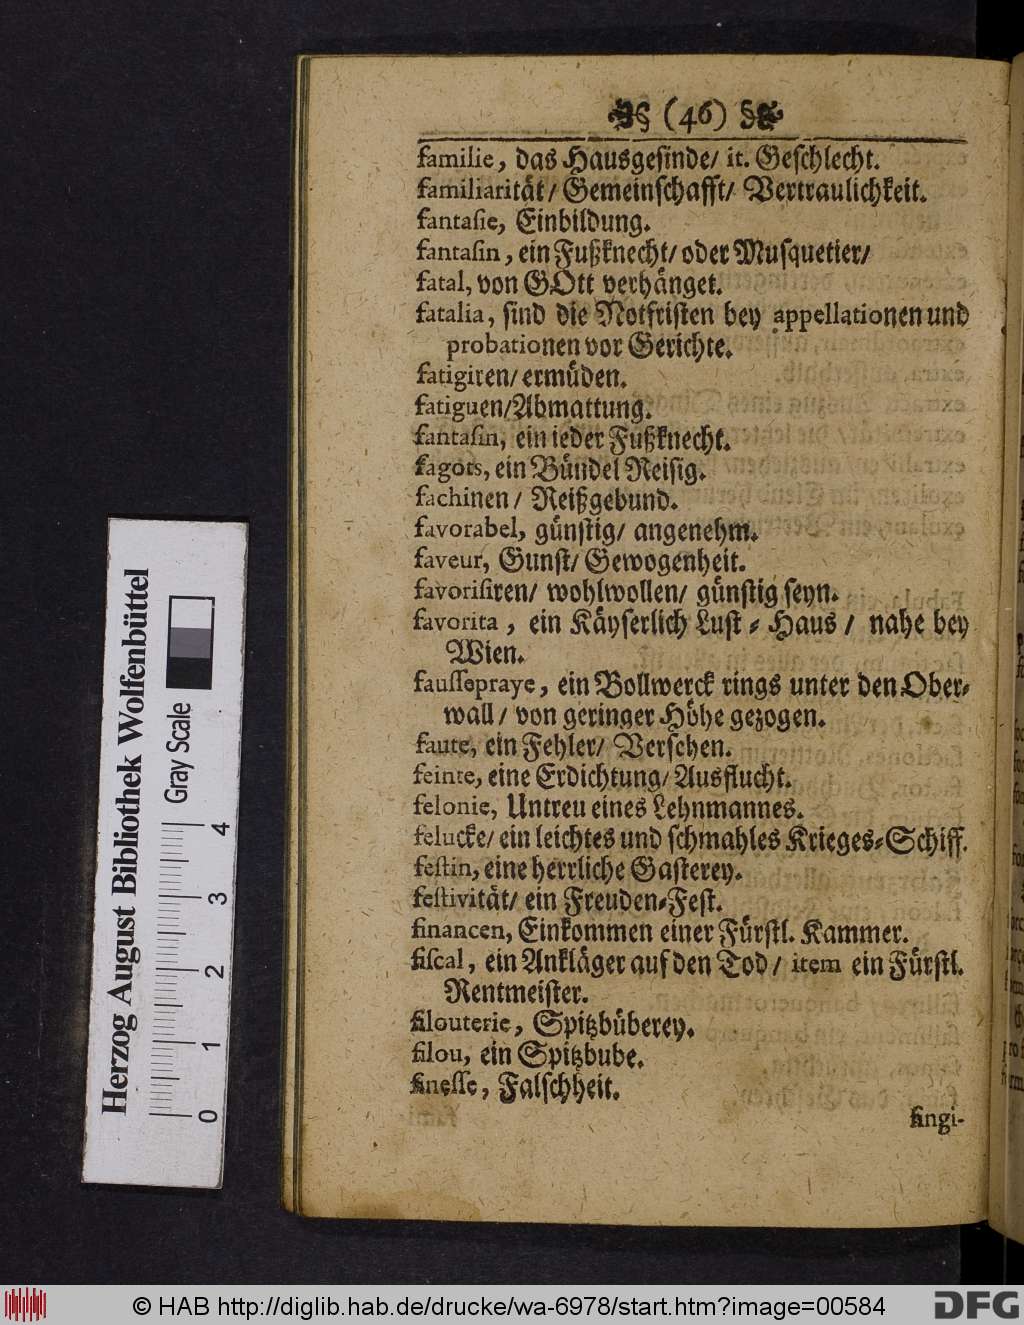 (46)
familie, das Hausgesinde/ it. Geschlecht.
familiarität/ Gemeinschafft/ Vertraulichkeit.
fantaſie, Einbildung.
fantaſin, ein Fußknecht/ oder Muſquetier/
fatal, von GOtt verhänget.
fatalia, ſind die Notfriſten bey appellationen und
probationen vor Gerichte.
fatigiren/ ermüden.
fatiguen/ Abmattung.
fantaſin, ein ieder Fußknecht.
fagots, ein Bündel Reiſig.
fachinen/ Reißgebund.
favorabel, günſtig/ angenehm.
faveur, Gunſt/ Gewogenheit.
favoriſiren/ wohlwollen/ günſtig ſeyn.
favorita, ein Käyſerlich Luſt-Haus/ nahe bey
Wien.
fauſſepraye, ein Bollwerck rings unter den Ober-
wall/ von geringer Höhe gezogen.
faute, ein Fehler/ Verſehen.
feinte, eine Erdichtung/ Ausflucht.
felonie, Untreu eines Lehnmannes.
felucke/ ein leichtes und ſchmahles Krieges-Schiff.
feſtin, eine herrliche Gaſterey.
feſtivität/ ein Freuden-Feſt.
financen, Einkommen einer Fürſtl. Kammer.
fiſcal, ein Ankläger auf den Tod/ item ein Fürſtl.
Rentmeiſter.
filouterie, Spitzbüberey.
filou, ein Spitzbube.
fineſſe, Falſchheit.
fingi-
Herzog August Bibliothek Wolfenbüttel
Gray Scale
0 1 2 3 4
© HAB http://diglib.hab.de/drucke/wa-6978/start.htm?image=00584
DFG